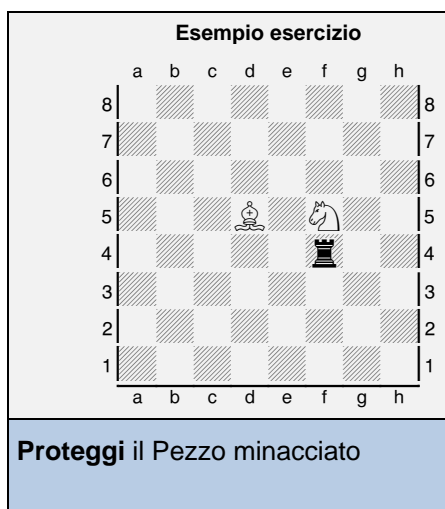 Esempio esercizio
a b c d e f g h
8 8
7 7
6 6
5 5
4 4
3 3
2 2
1 1
a b c d e f g h
Proteggi il Pezzo minacciato